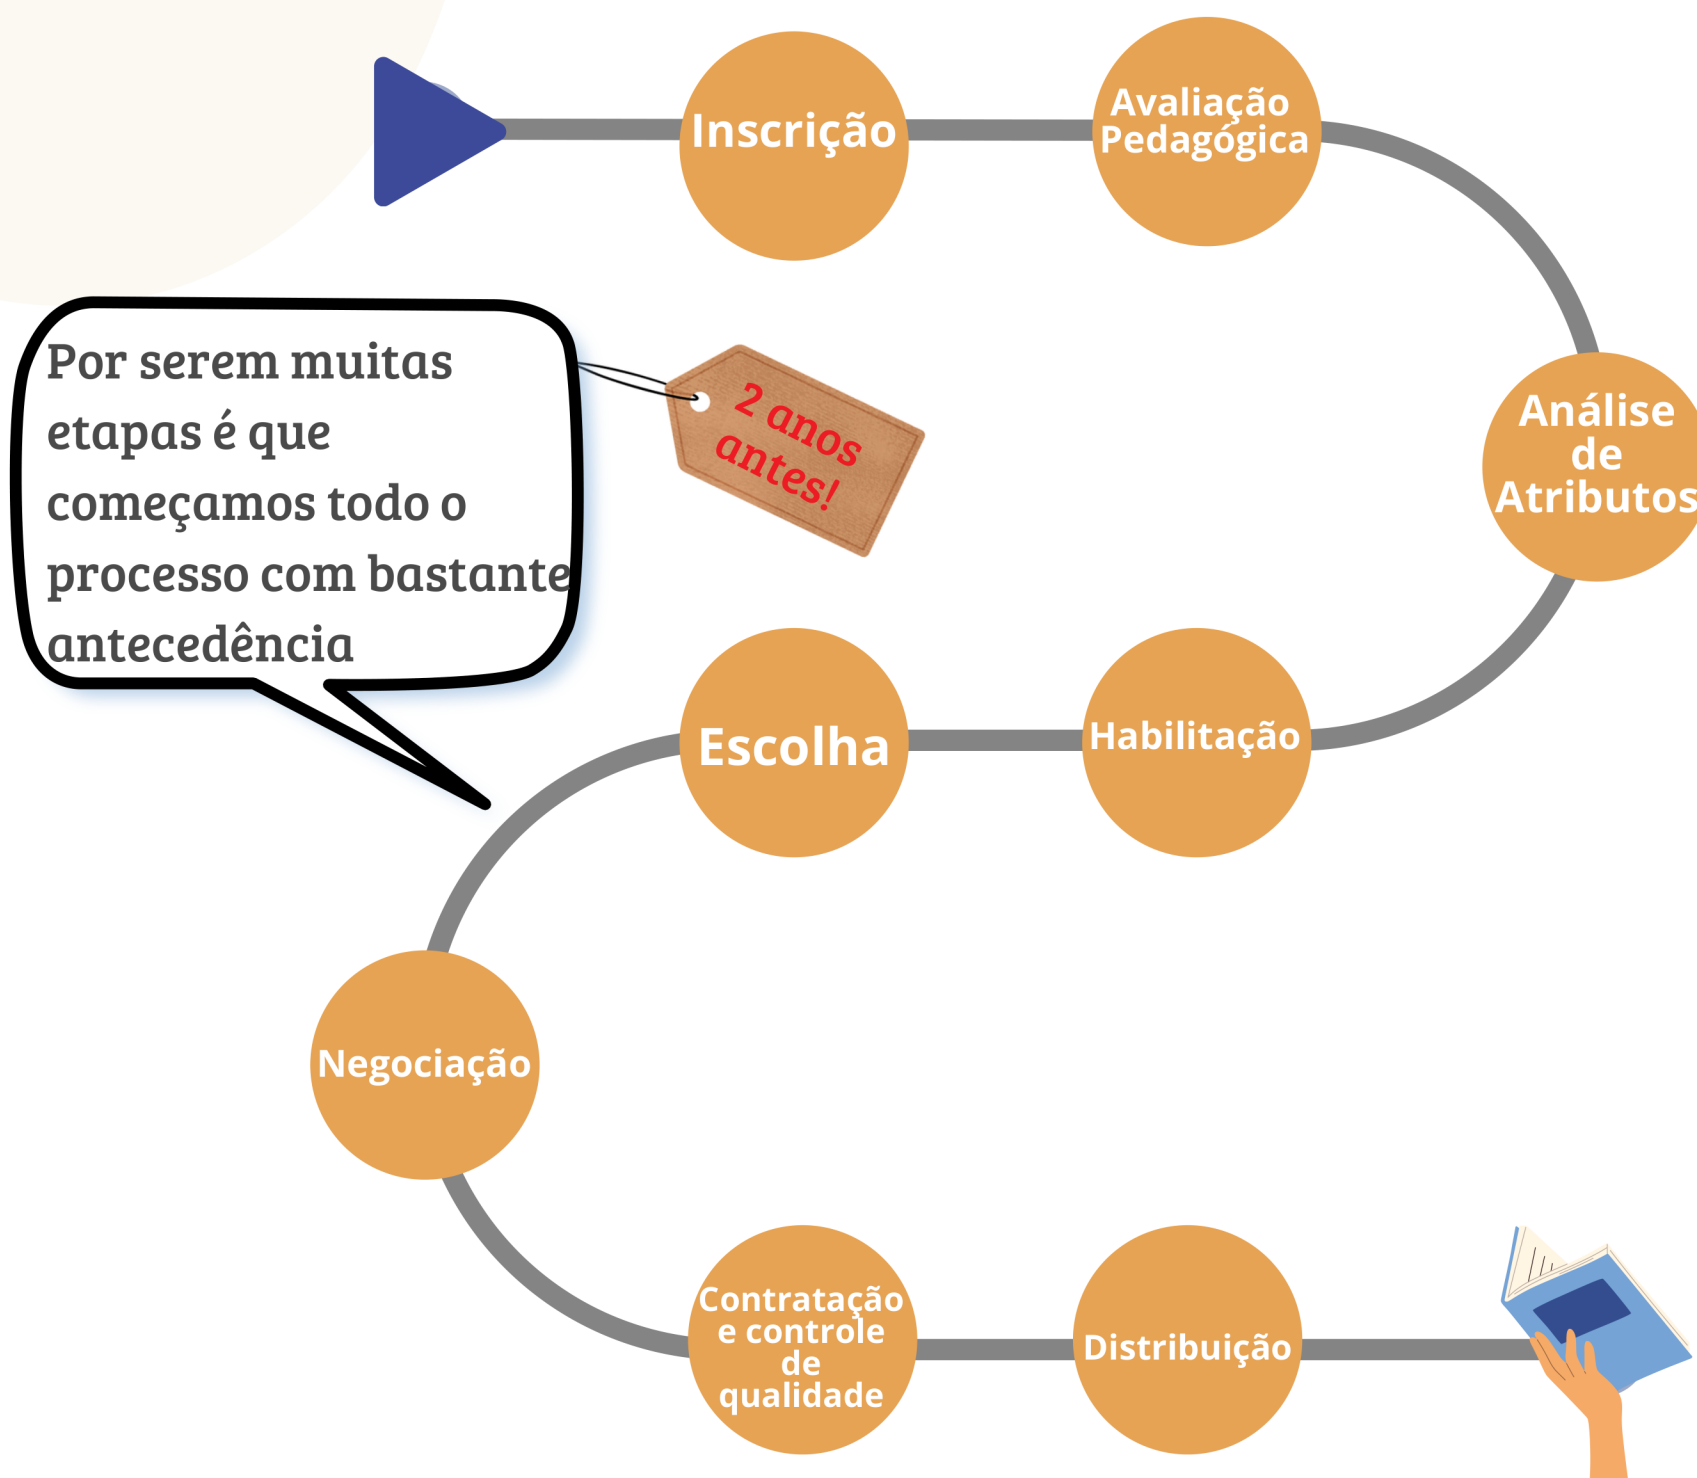 Inscrição
Avaliação
Pedagógica
Por serem muitas
etapas é que
começamos todo o
processo com bastante
antecedência
2 anos
antes!
Análise
de
Atributos
Escolha
Habilitação
Negociação
Contratação
e controle
de
qualidade
Distribuição